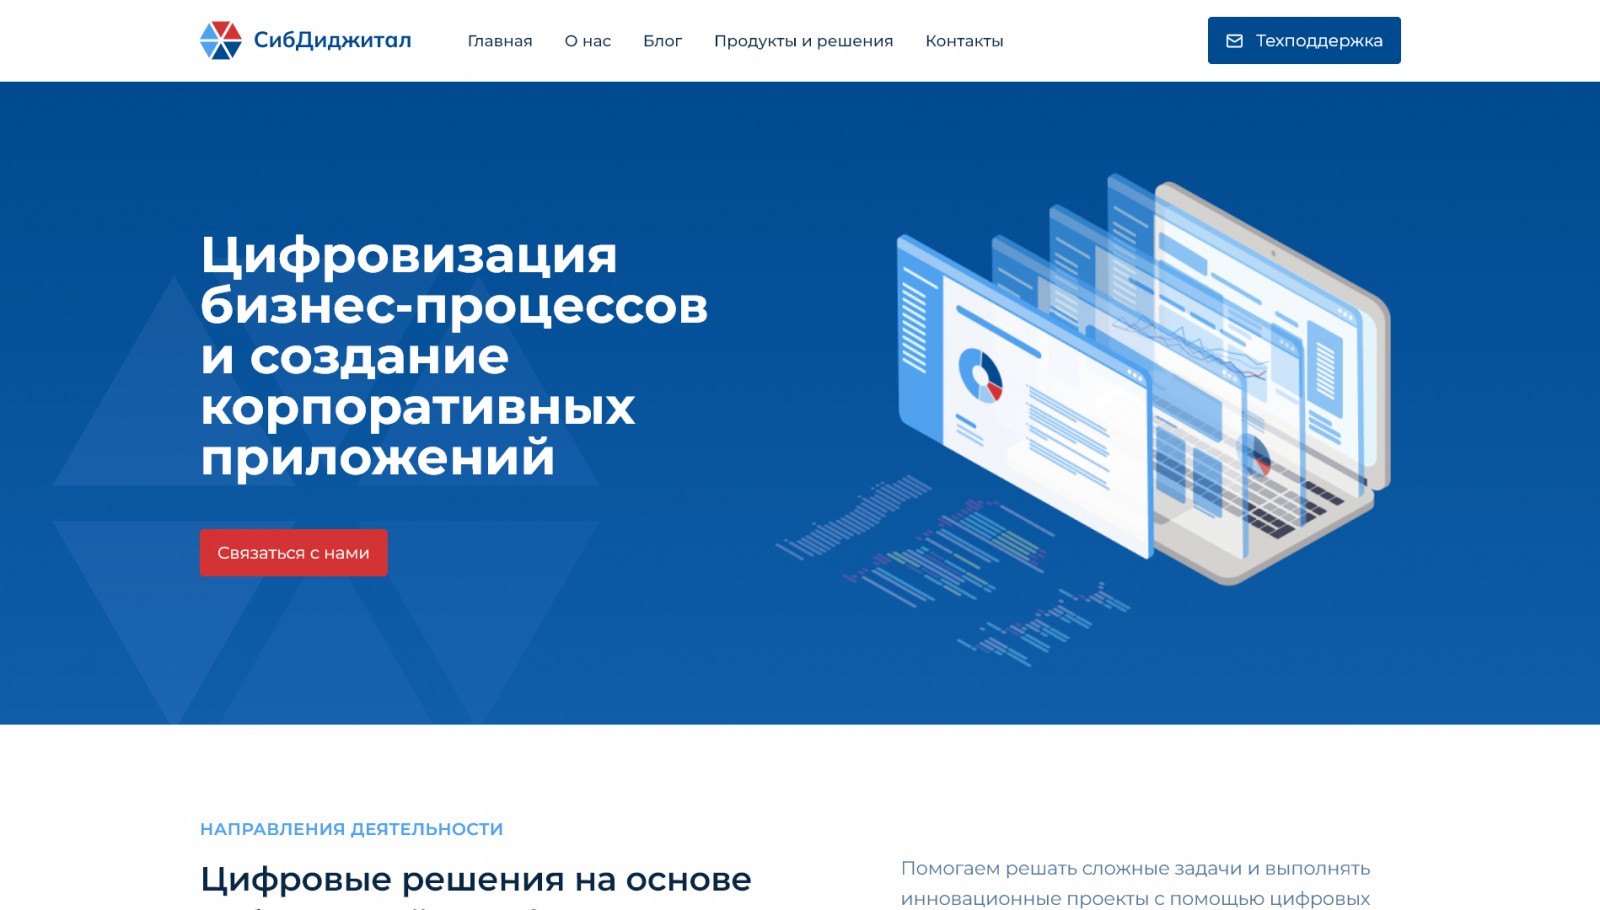 СибДиджитал
Главная
О нас
Блог
Продукты и решения
Контакты
Техподдержка
Цифровизация
бизнес-процессов
и создание
корпоративных
приложений
Связаться с нами
НАПРАВЛЕНИЯ ДЕЯТЕЛЬНОСТИ
Цифровые решения на основе
Помогаем решать сложные задачи и выполнять
инновационные проекты с помощью цифровых